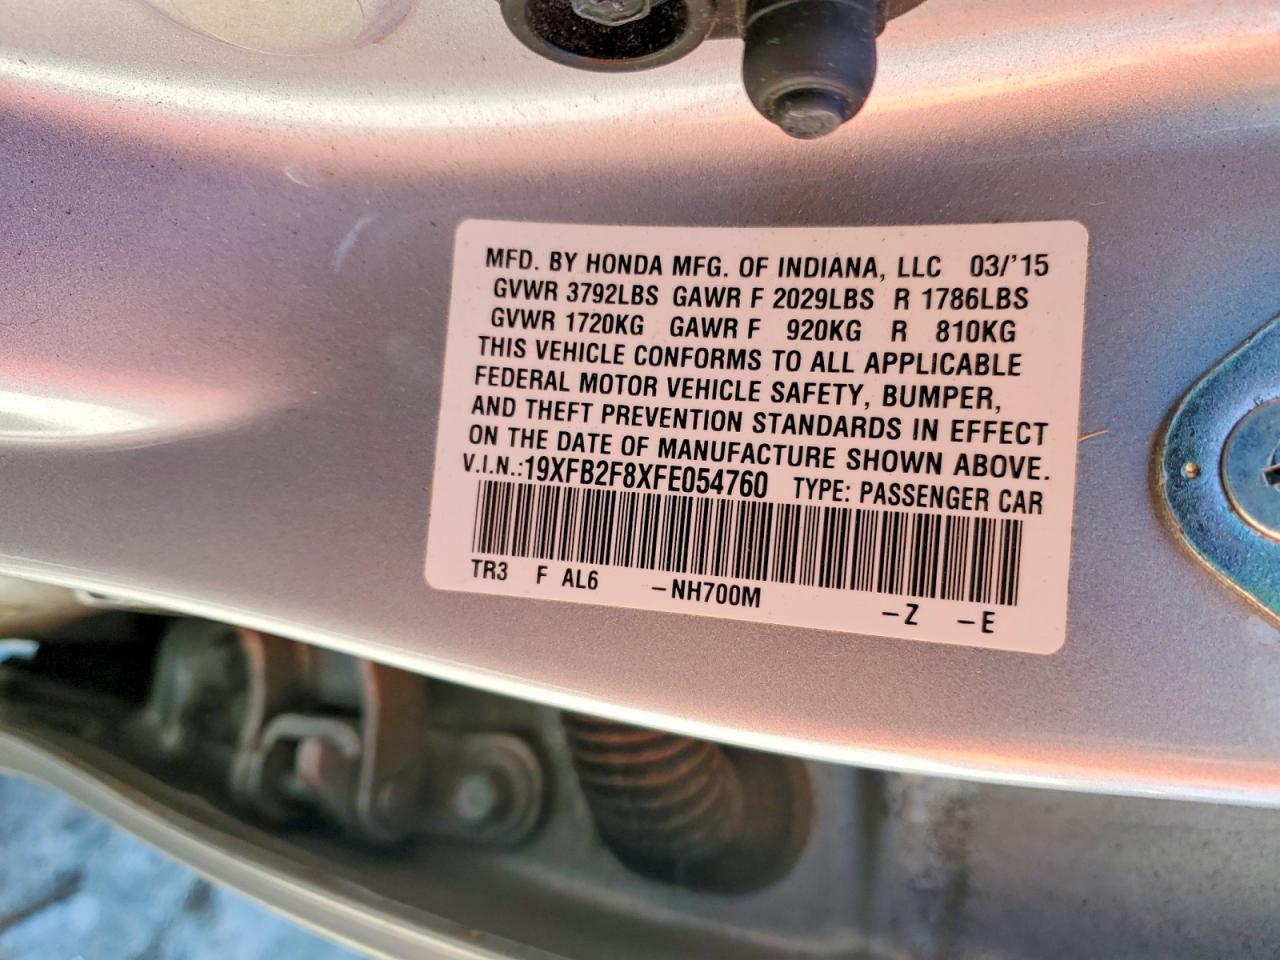 MFD. BY HONDA MFG. OF INDIANA, LLC 03/'15
GVWR 3792LBS GAWR F 2029LBS R 1786LBS
GVWR 1720KG GAWR F 920KG R 810KG
THIS VEHICLE CONFORMS TO ALL APPLICABLE
FEDERAL MOTOR VEHICLE SAFETY, BUMPER,
AND THEFT PREVENTION STANDARDS IN EFFECT
ON THE DATE OF MANUFACTURE SHOWN ABOVE.
V.I.N.:19XFB2F8XFE054760 TYPE: PASSENGER CAR
TR3 F AL6 -NH700M -Z -E